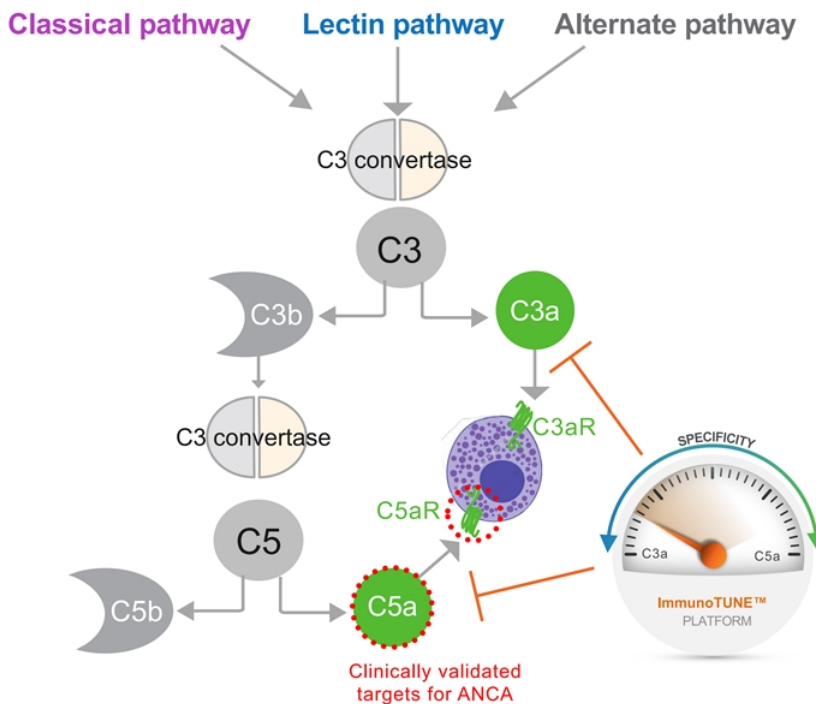 Classical pathway
Lectin pathway
Alternate pathway
C3 convertase
C3
C3b
C3a
C3aR
C3 convertase
SPECIFICITY
C5aR
C5
C3a
C5a
C5b
C5a
ImmunoTUNE™
PLATFORM
Clinically validated
targets for ANCA